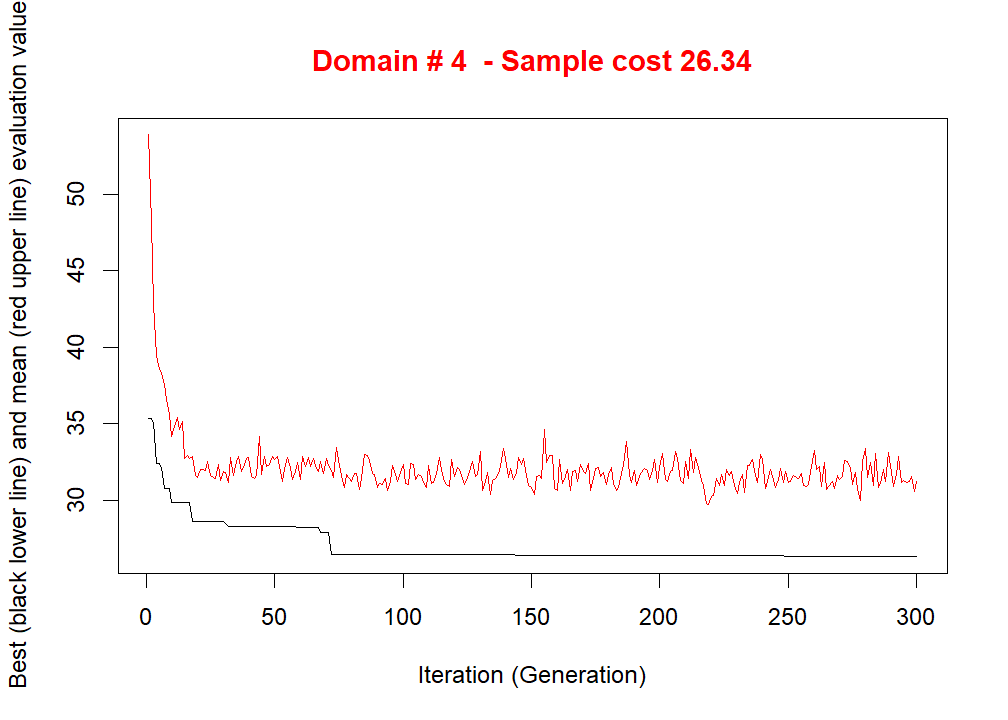 Domain # 4  - Sample cost 26.34
Best (black lower line) and mean (red upper line) evaluation value
50
45
40
35
30
0 50 100 150 200 250 300
Iteration (Generation)